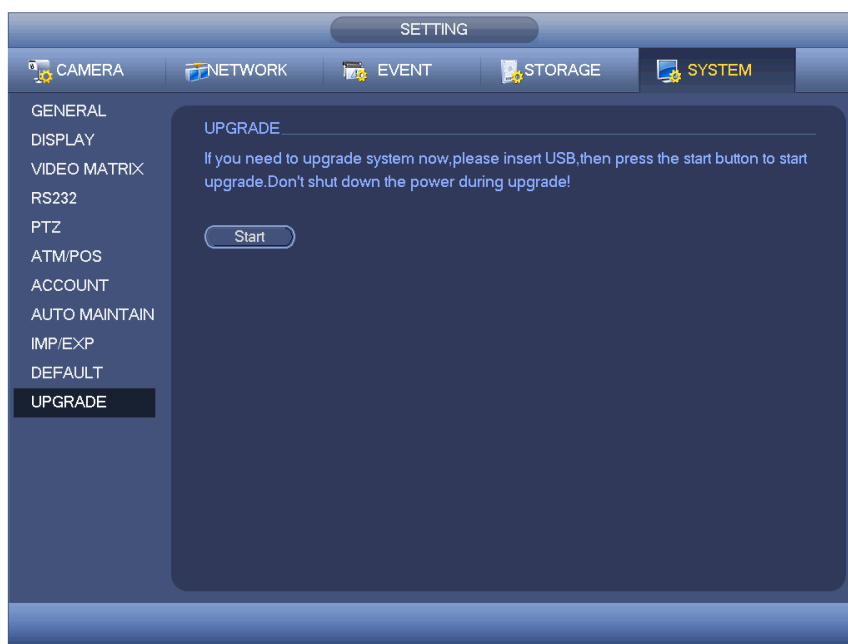 SETTING
CAMERA NETWORK EVENT STORAGE SYSTEM
GENERAL
DISPLAY
VIDEO MATRIX
RS232
PTZ
ATM/POS
ACCOUNT
AUTO MAINTAIN
IMP/EXP
DEFAULT
UPGRADE
UPGRADE
If you need to upgrade system now,please insert USB,then press the start button to start
upgrade.Don't shut down the power during upgrade!
Start